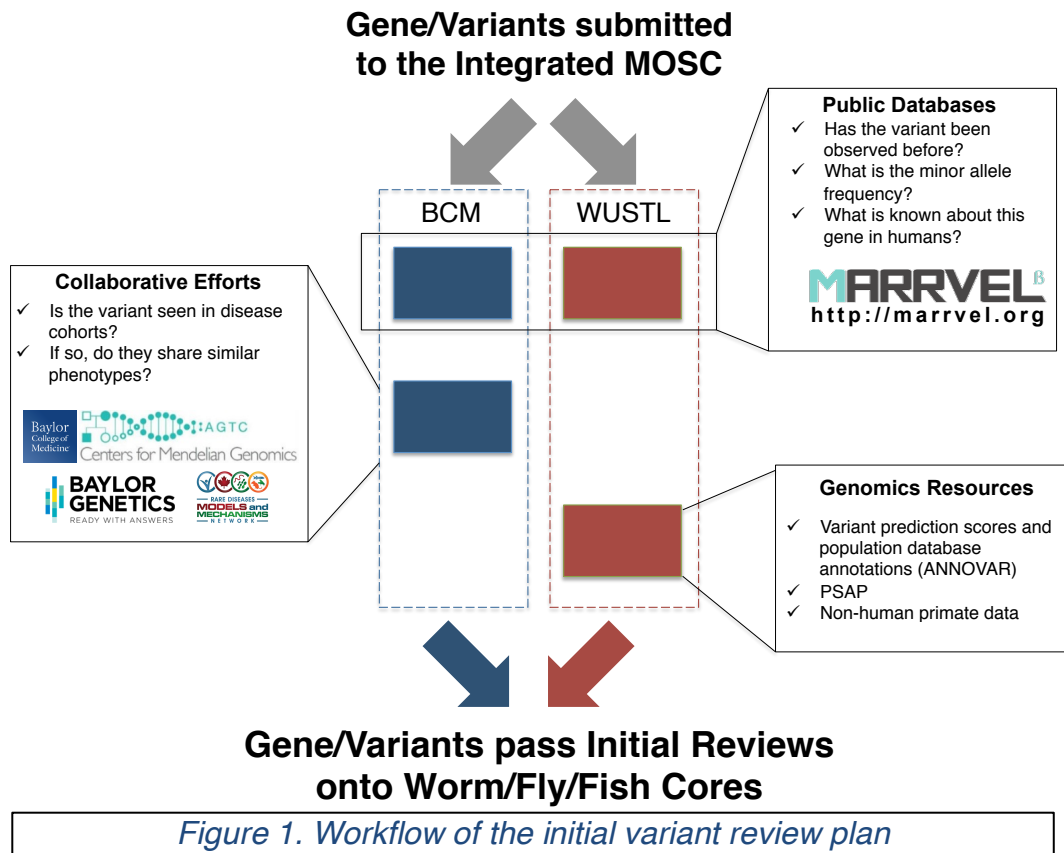 Gene/Variants submitted
to the Integrated MOSC
Public Databases
✓ Has the variant been
observed before?
✓ What is the minor allele
frequency?
✓ What is known about this
gene in humans?
MARRVEL β
http://marrvel.org
BCM
WUSTL
Collaborative Efforts
✓ Is the variant seen in disease
cohorts?
✓ If so, do they share similar
phenotypes?
Baylor
College of
Medicine
AGTC
Centers for Mendelian Genomics
BAYLOR
GENETICS
READY WITH ANSWERS
RARE DISEASES
MODELS and
MECHANISMS
NETWORK
Genomics Resources
✓ Variant prediction scores and
population database
annotations (ANNOVAR)
✓ PSAP
✓ Non-human primate data
Gene/Variants pass Initial Reviews
onto Worm/Fly/Fish Cores
Figure 1. Workflow of the initial variant review plan